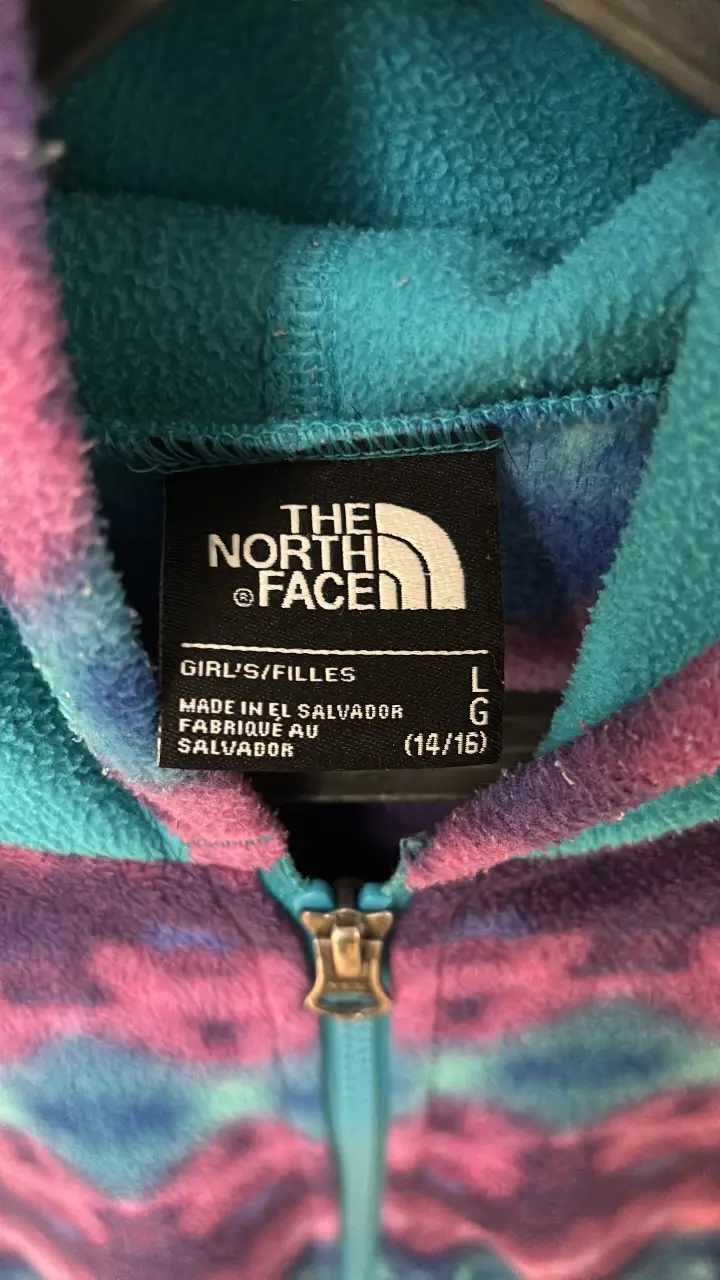 THE
NORTH
®FACE
GIRL'S/FILLES L
MADE IN EL SALVADOR G
FABRIQUÉ AU
SALVADOR (14/16)